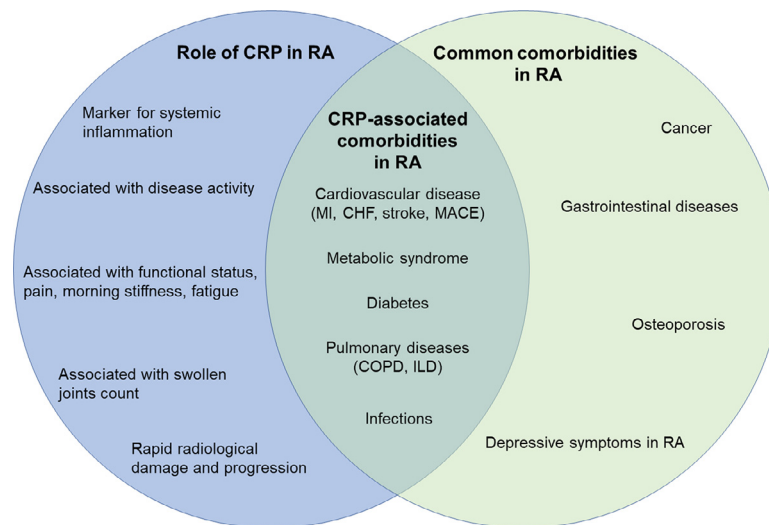 Role of CRP in RA
Marker for systemic
inflammation
Associated with disease activity
Associated with functional status,
pain, morning stiffness, fatigue
Associated with swollen
joints count
Rapid radiological
damage and progression
CRP-associated
comorbidities
in RA
Cardiovascular disease
(MI, CHF, stroke, MACE)
Metabolic syndrome
Diabetes
Pulmonary diseases
(COPD, ILD)
Infections
Common comorbidities
in RA
Cancer
Gastrointestinal diseases
Osteoporosis
Depressive symptoms in RA